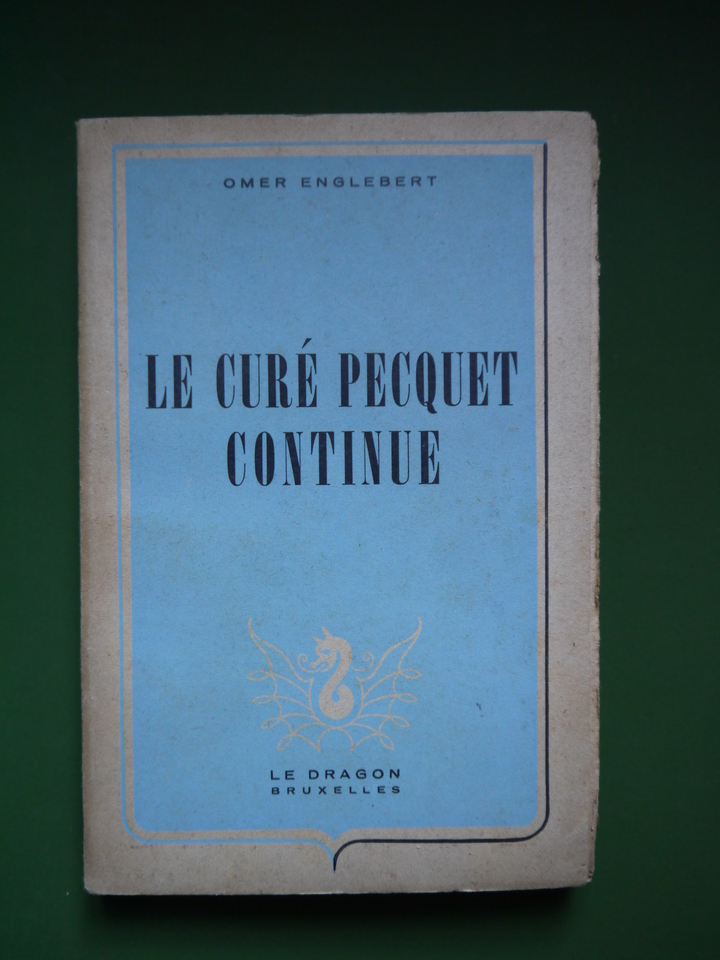 OMER ENGLEBERT
LE CURÉ PECQUET
CONTINUE
LE DRAGON
BRUXELLES